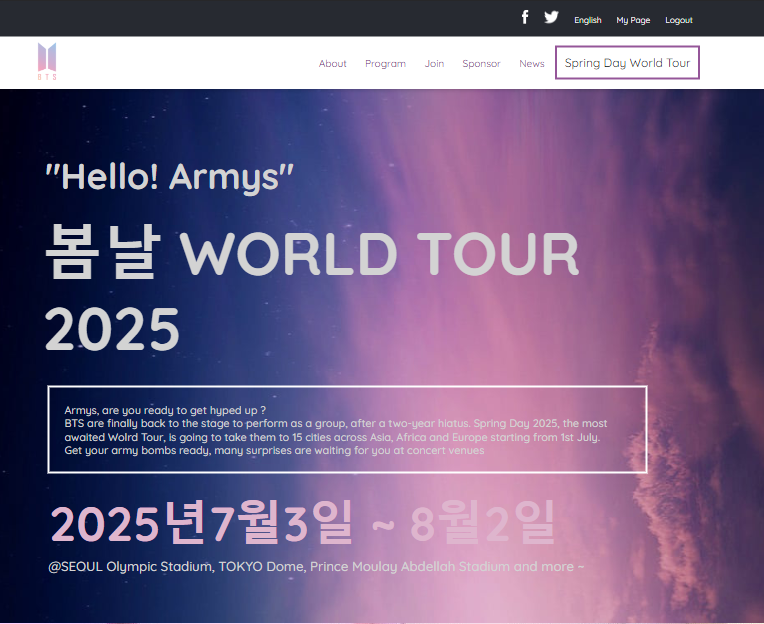 English My Page Logout
BTS
About Program Join Sponsor News Spring Day World Tour
"Hello! Armys"
봄날 WORLD TOUR
2025
Armys, are you ready to get hyped up ?
BTS are finally back to the stage to perform as a group, after a two-year hiatus. Spring Day 2025, the most
awaited Wolrd Tour, is going to take them to 15 cities across Asia, Africa and Europe starting from 1st July.
Get your army bombs ready, many surprises are waiting for you at concert venues
2025년7월3일 ~ 8월2일
@SEOUL Olympic Stadium, TOKYO Dome, Prince Moulay Abdellah Stadium and more ~